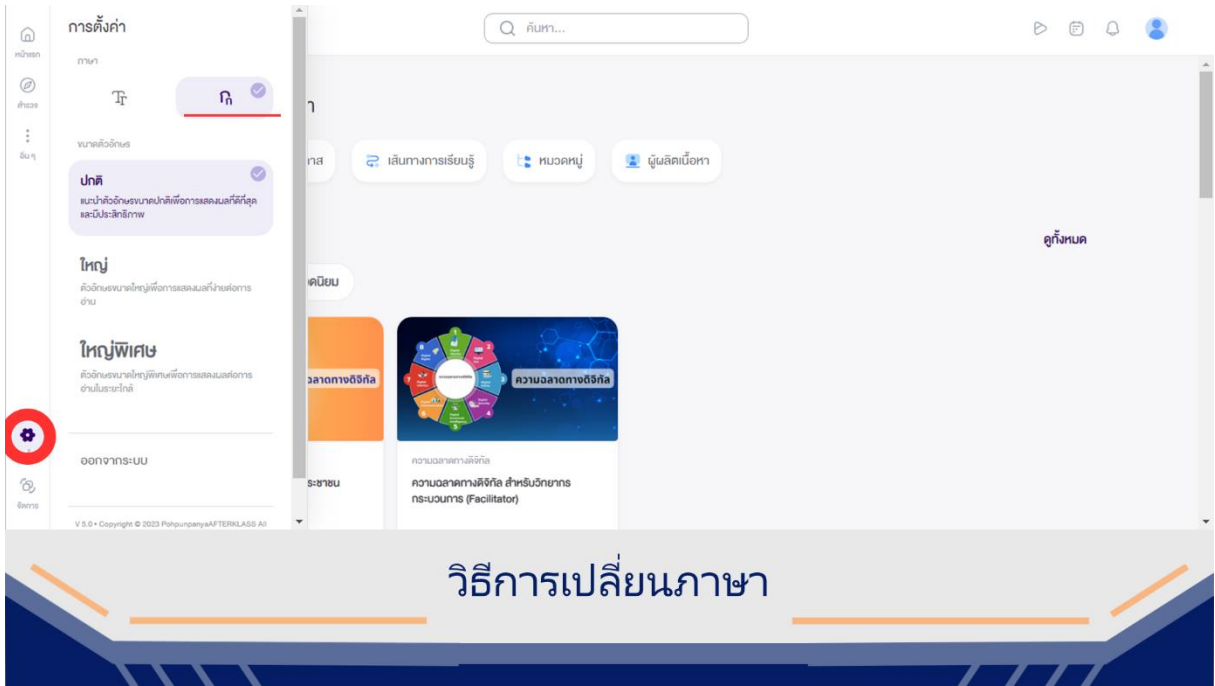 หน้าแรก
สำรวจ
อื่น ๆ
จัดการ
การตั้งค่า
ภาษา
Tr
กก
ขนาดตัวอักษร
ปกติ
แนะนำตัวอักษรขนาดปกติเพื่อการแสดงผลที่ดีที่สุด
และมีประสิทธิภาพ
ใหญ่
ตัวอักษรขนาดใหญ่เพื่อการแสดงผลที่ง่ายต่อการ
อ่าน
ใหญ่พิเศษ
ตัวอักษรขนาดใหญ่พิเศษเพื่อการแสดงผลต่อการ
อ่านในระยะไกล้
ออกจากระบบ
V 5.0 • Copyright © 2023 PohpunpanyaAFTERKLASS All
ค้นหา...
เส้นทางการเรียนรู้
หมวดหมู่
ผู้ผลิตเนื้อหา
ดูทั้งหมด
ความฉลาดทางดิจิทัล
ความฉลาดทางดิจิทัล
ความฉลาดทางดิจิทัล สำหรับวิทยากร
กระบวนการ (Facilitator)
วิธีการเปลี่ยนภาษา